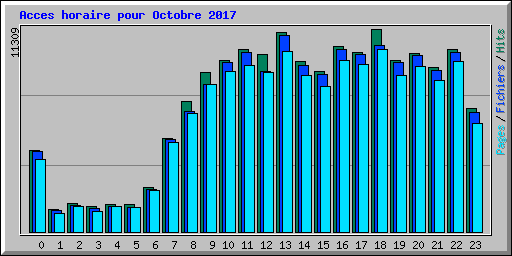 Acces horaire pour Octobre 2017
11309
Pages / Fichiers / Hits
0 1 2 3 4 5 6 7 8 9 10 11 12 13 14 15 16 17 18 19 20 21 22 23